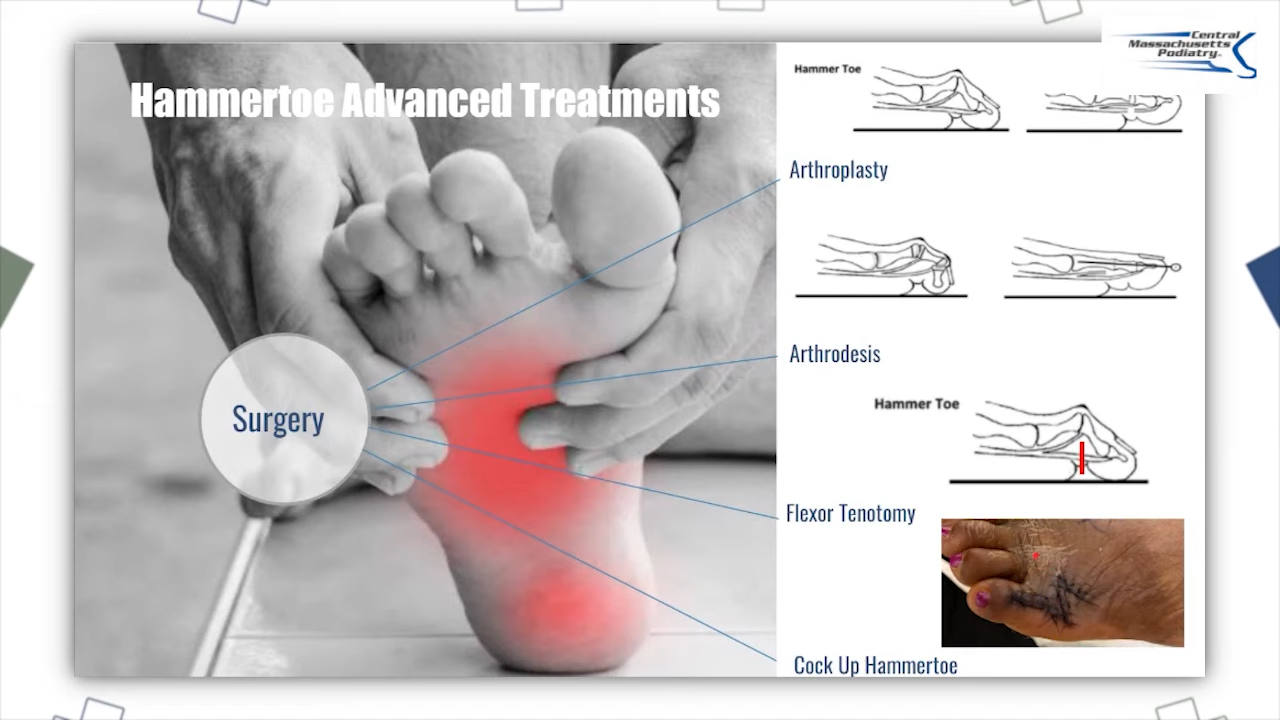 Central
Massachusetts
Podiatry
Hammertoe Advanced Treatments
Hammer Toe
Arthroplasty
Arthrodesis
Surgery
Hammer Toe
Flexor Tenotomy
Cock Up Hammertoe